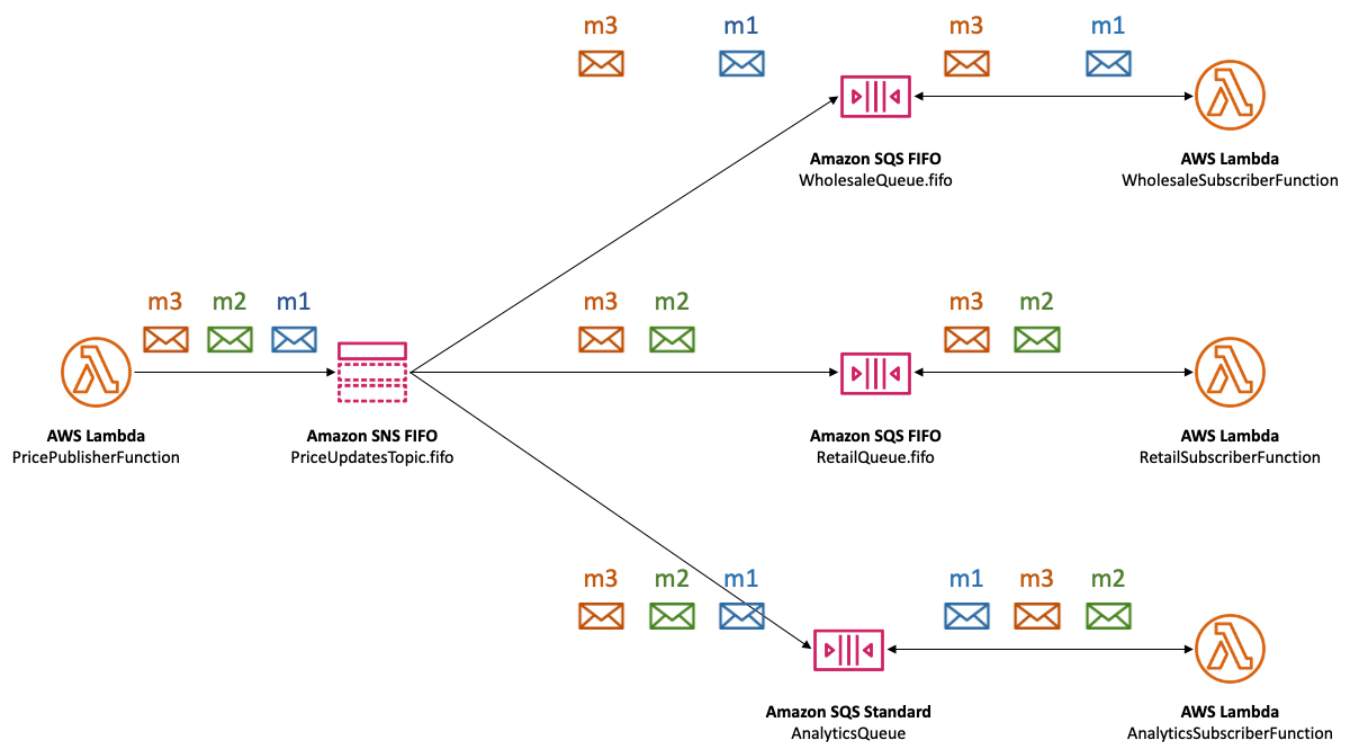 m3 m1 m3 m1
Amazon SQS FIFO
WholesaleQueue.fifo
AWS Lambda
WholesaleSubscriberFunction
m3 m2 m1
m3 m2
m3 m2
AWS Lambda
PricePublisherFunction
Amazon SNS FIFO
PriceUpdatesTopic.fifo
Amazon SQS FIFO
RetailQueue.fifo
AWS Lambda
RetailSubscriberFunction
m3 m2 m1
m1 m3 m2
Amazon SQS Standard
AnalyticsQueue
AWS Lambda
AnalyticsSubscriberFunction